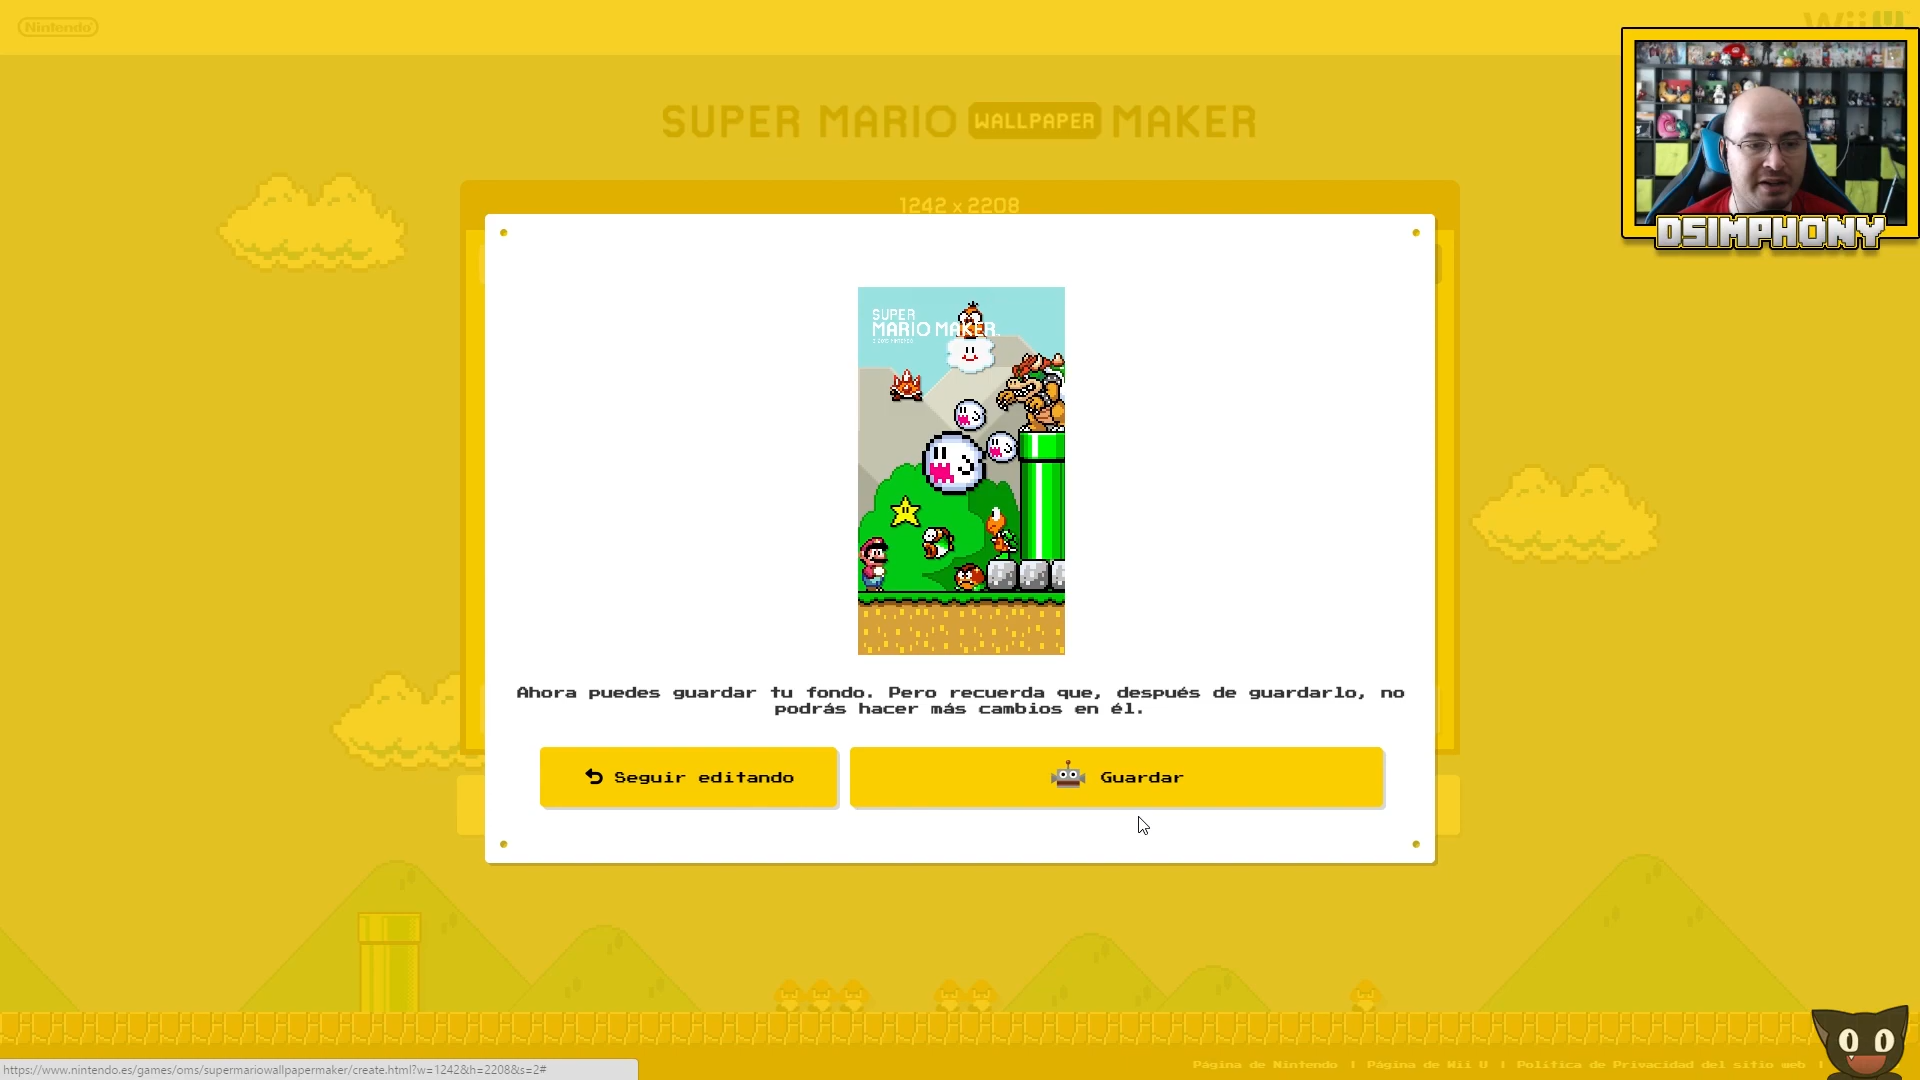 Nintendo
Wii U
SUPER MARIO WALLPAPER MAKER
1242 x 2208
DSIMPHONY
SUPER
MARIO MAKER
Ahora puedes guardar tu fondo. Pero recuerda que, después de guardarlo, no
podrás hacer más cambios en él.
Seguir editando
Guardar
Página de Nintendo | Página de Wii U | Política de Privacidad del sitio web |
https://www.nintendo.es/games/oms/supermariowallpapermaker/create.html?w=1242&h=2208&s=2#